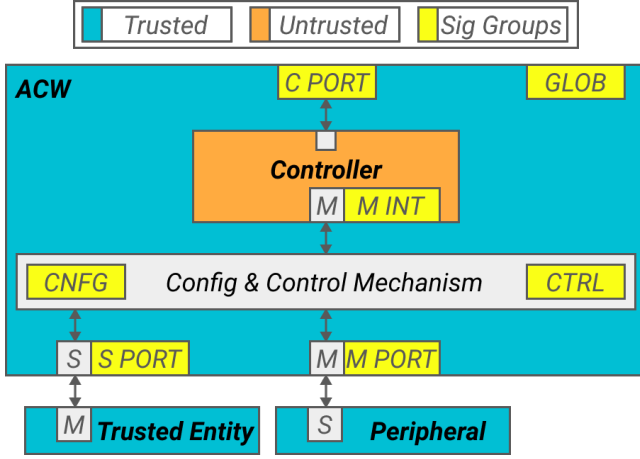 Trusted Untrusted Sig Groups
ACW C PORT GLOB
Controller
M M INT
CNFG Config & Control Mechanism CTRL
S S PORT M M PORT
M Trusted Entity S Peripheral